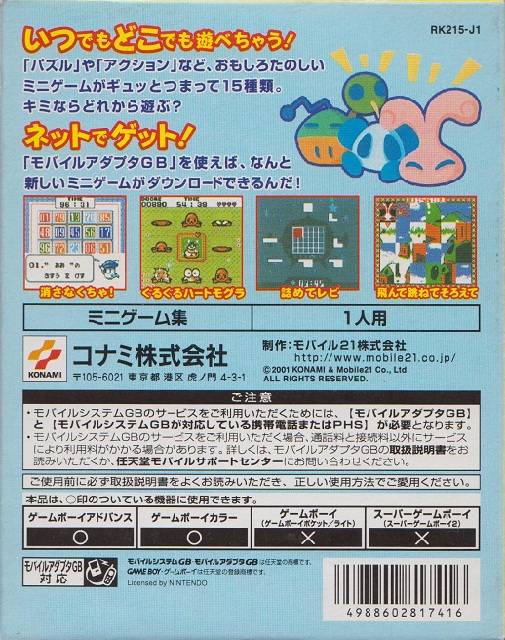 RK215-J1
いつでもどこでも遊べちゃう!
「パズル」や「アクション」など、おもしろたのしい
ミニゲームがギュッとつまって15種類。
キミならどれから遊ぶ?
ネットでゲット!
「モバイルアダプタGB」を使えば、なんと
新しいミニゲームがダウンロードできるんだ!
TIME
96:31
消さなくちゃ!
TIME
54:38
ぐるぐるハートモグラ
詰めてレピ
飛んで跳ねてそろえて
ミニゲーム集
1人用
KONAMI
コナミ株式会社
〒105-6021 東京都 港区 虎ノ門 4-3-1
制作:モバイル21株式会社
http://www.mobile21.co.jp/
©2001 KONAMI & Mobile21 Co., Ltd
ALL RIGHTS RESERVED.
ご注意
・モバイルシステムGBのサービスをご利用いただくためには、【モバイルアダプタGB】
と【モバイルシステムGBが対応している携帯電話またはPHS】が必要となります。
・モバイルシステムGBのサービスをご利用いただく場合、通話料と接続料以外にサービス
により利用料がかかる場合があります。詳しくは、モバイルアダプタGBの取扱説明書をお
読みいただくか、任天堂モバイルサポートセンターにお問い合わせください。
ご使用前に必ず取扱説明書をよくお読みいただき、正しい使用方法でご愛用ください。
本品は、○印のついている機器に使用できます。
ゲームボーイアドバンス
ゲームボーイカラー
ゲームボーイ
(ゲームボーイポケット/ライト)
スーパーゲームボーイ
(スーパーゲームボーイ2)
○
○
×
×
モバイルアダプタGB
対応
モバイルシステムGB・モバイルアダプタGBは任天堂の商標です。
GAME BOY・ゲームボーイは任天堂の登録商標です。
Licensed by NINTENDO
4988602817416